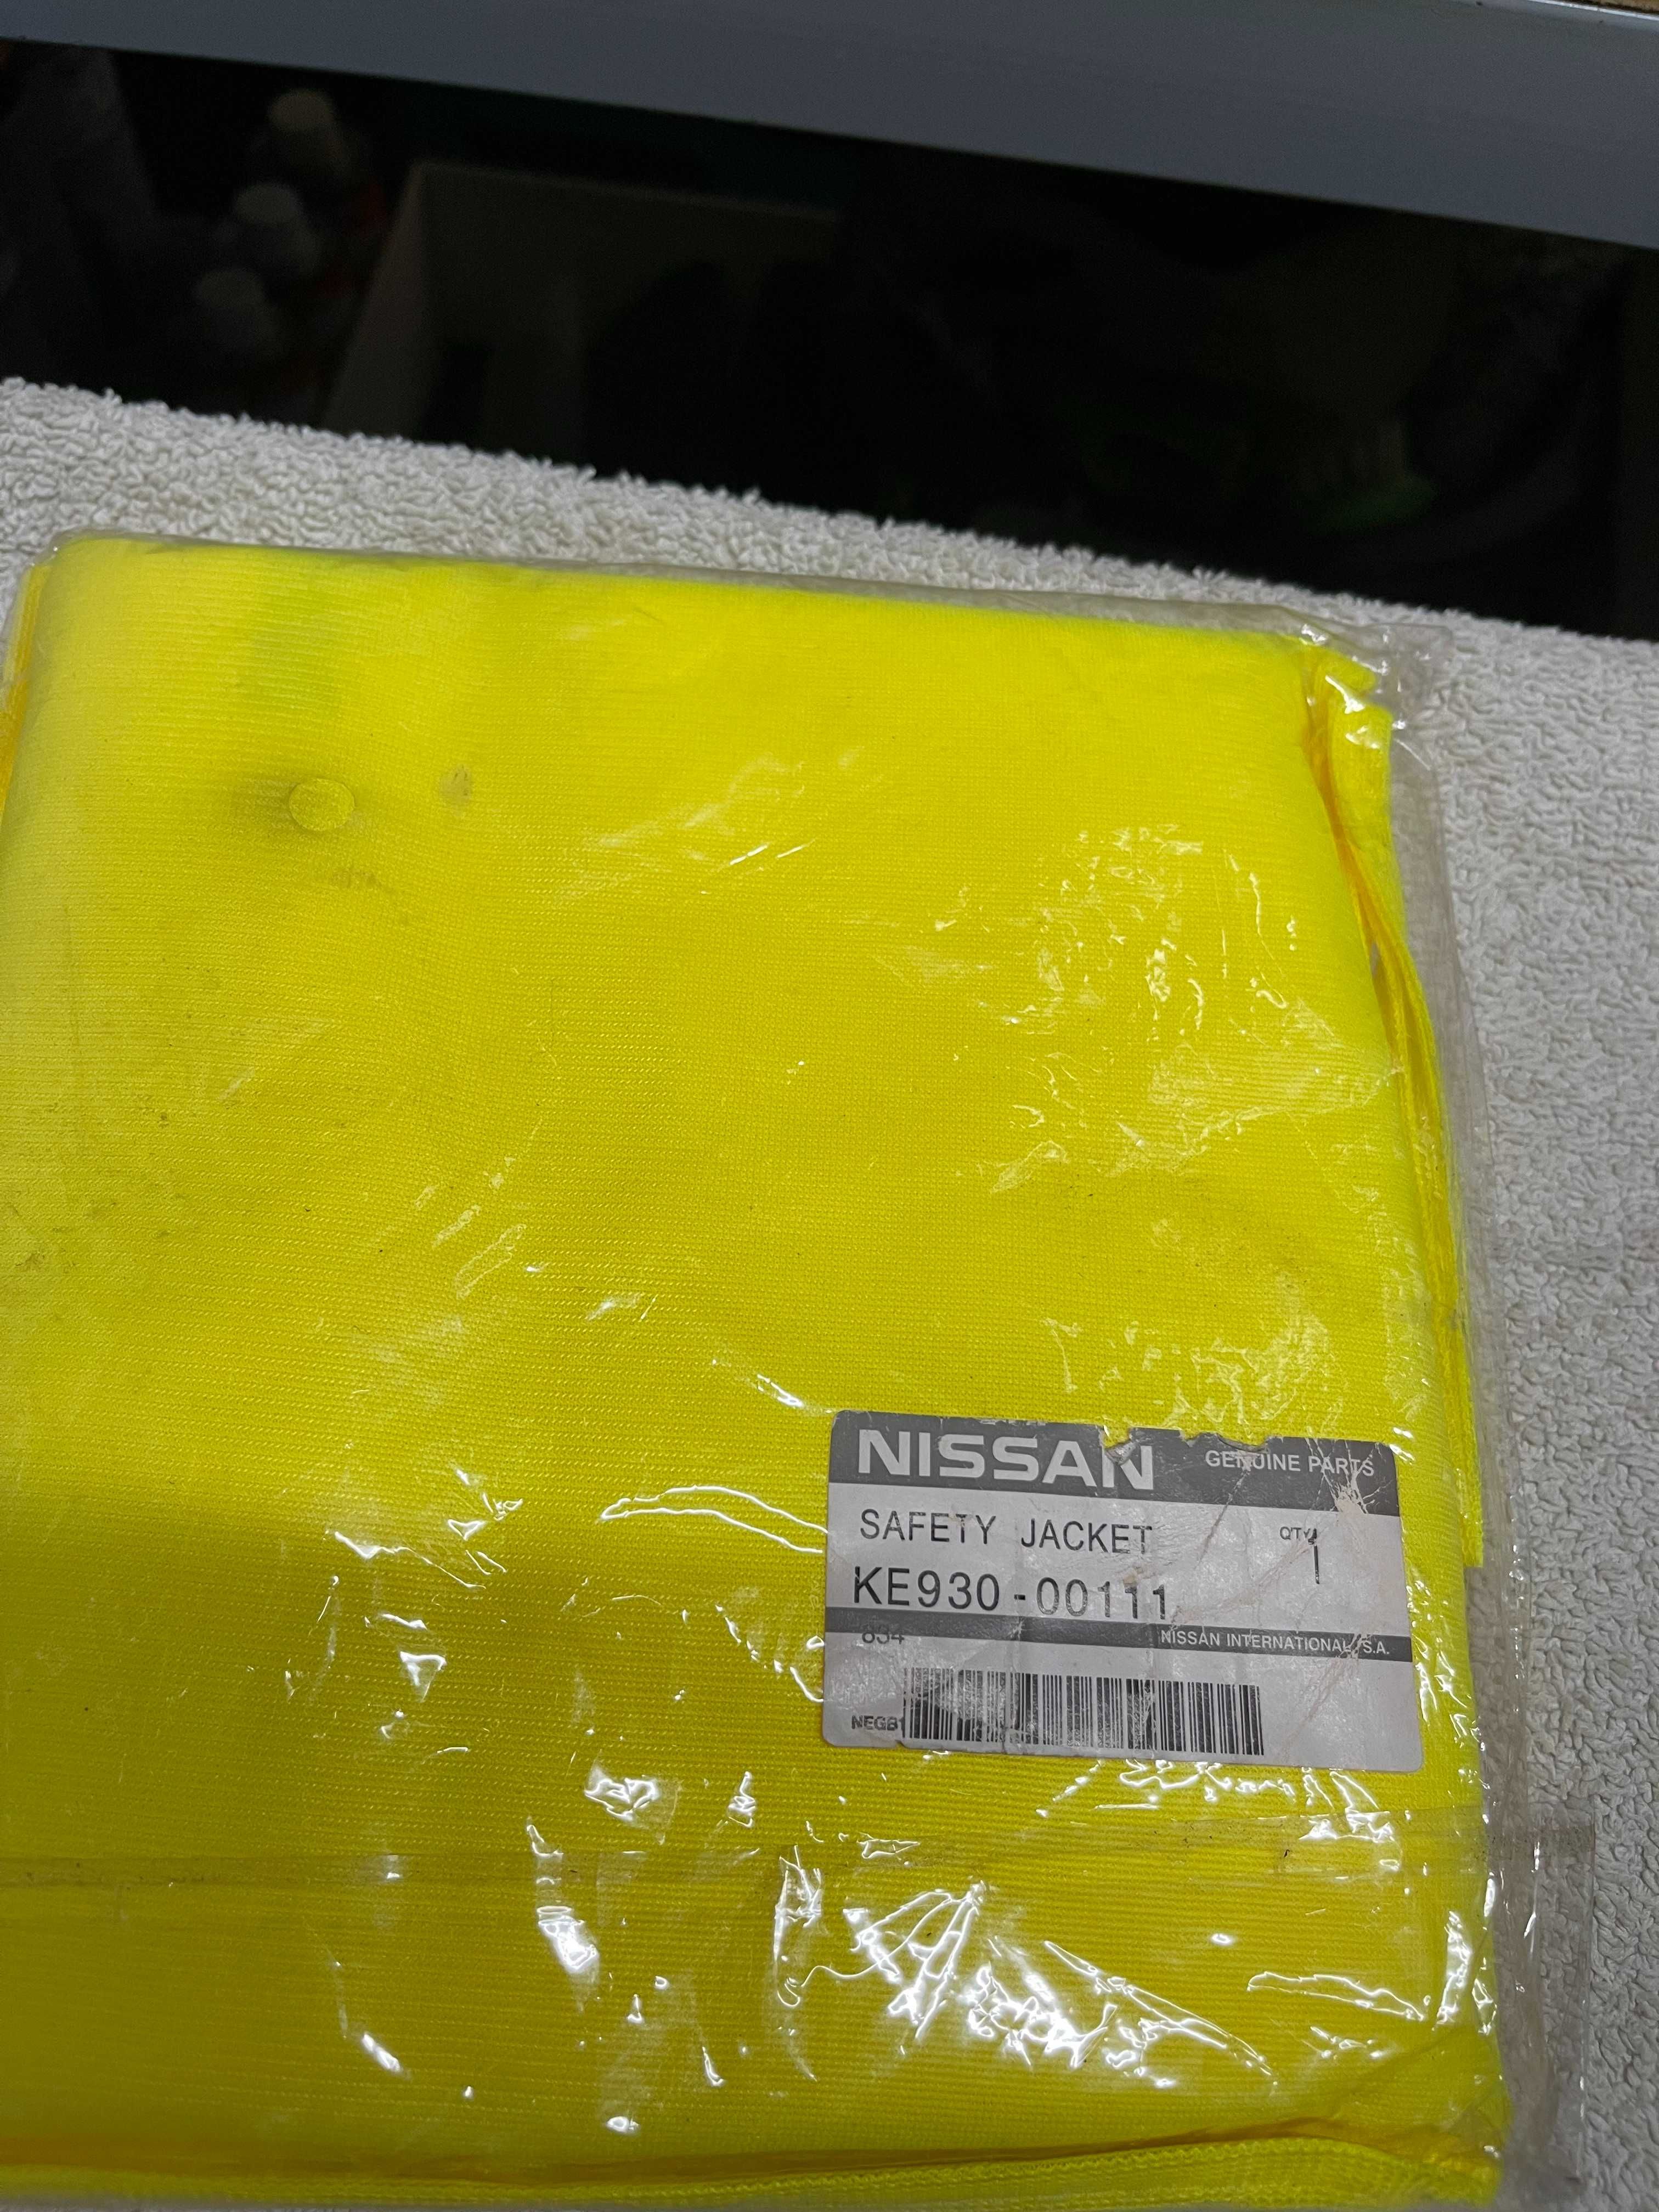 NISSAN GENUINE PARTS
SAFETY JACKET QTY 1
KE930-00111
NISSAN INTERNATIONAL, S.A.